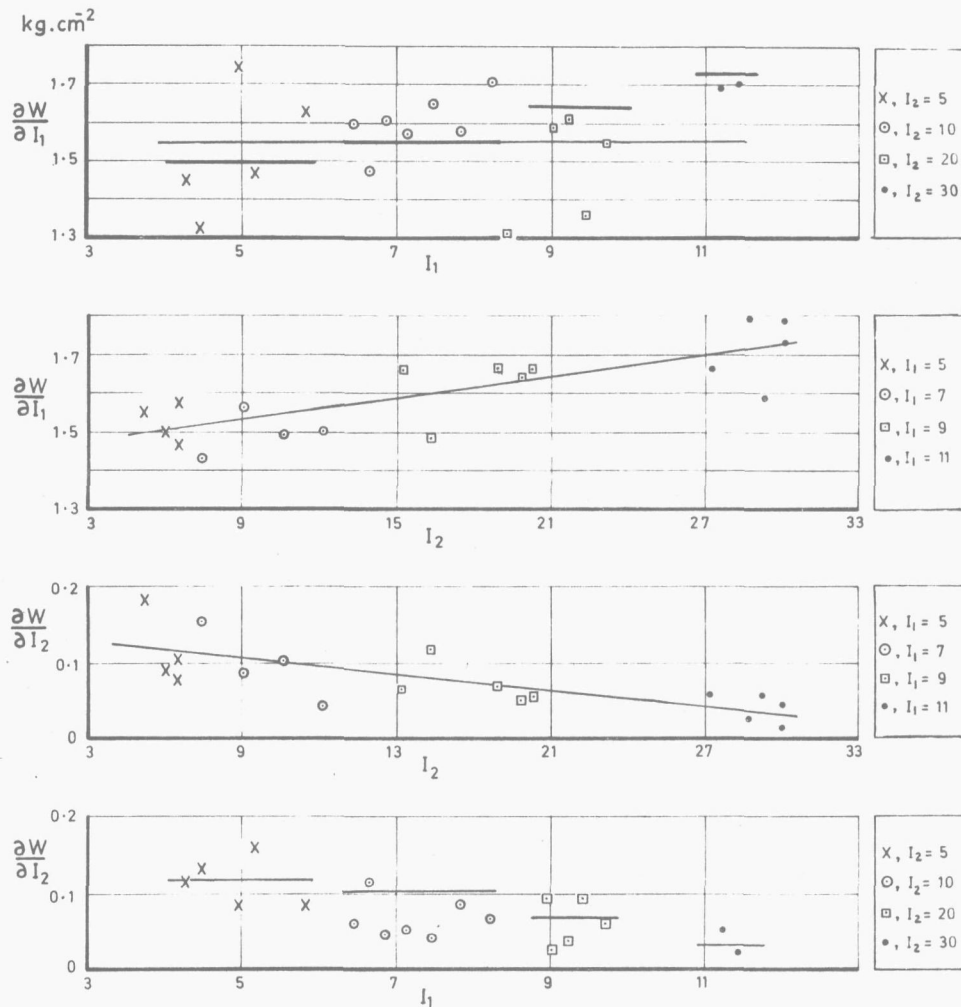 kg.cm⁻²
∂W
∂I₁
1·7
1·5
1·3
3 5 7 9 11
I₁
x, I₂ = 5
⊙, I₂ = 10
⊡, I₂ = 20
•, I₂ = 30
∂W
∂I₁
1·7
1·5
1·3
3 9 15 21 27 33
I₂
x, I₁ = 5
⊙, I₁ = 7
⊡, I₁ = 9
•, I₁ = 11
∂W
∂I₂
0·2
0·1
0
3 9 13 21 27 33
I₂
x, I₁ = 5
⊙, I₁ = 7
⊡, I₁ = 9
•, I₁ = 11
∂W
∂I₂
0·2
0·1
0
3 5 7 9 11
I₁
x, I₂ = 5
⊙, I₂ = 10
⊡, I₂ = 20
•, I₂ = 30